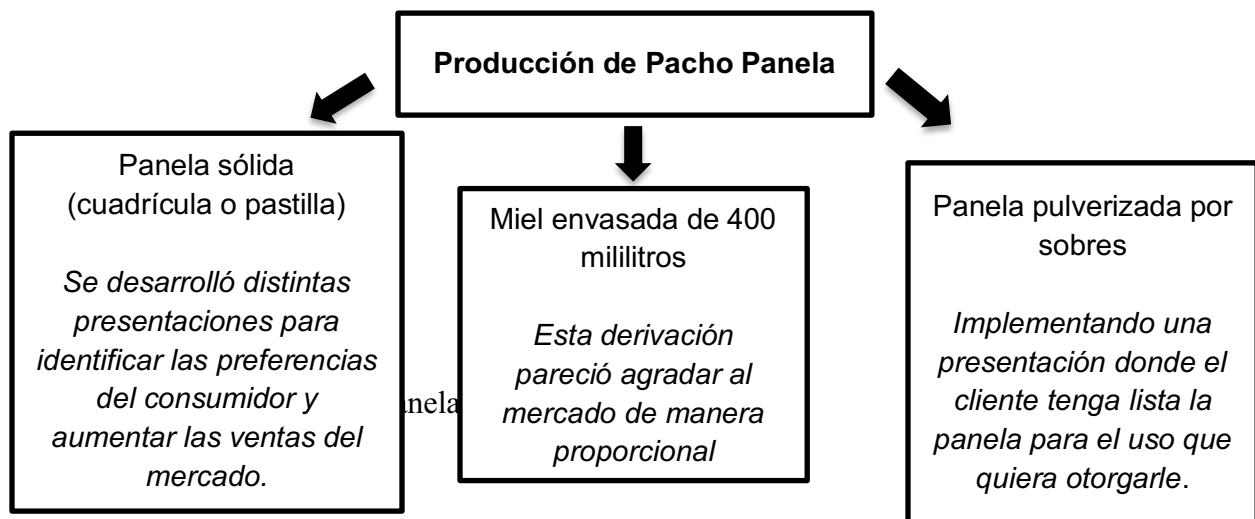 Producción de Pacho Panela
Panela sólida
(cuadrícula o pastilla)
Se desarrolló distintas
presentaciones para
identificar las preferencias
del consumidor y
aumentar las ventas del
mercado.
Miel envasada de 400
mililitros
Esta derivación
pareció agradar al
mercado de manera
proporcional
Panela pulverizada por
sobres
Implementando una
presentación donde el
cliente tenga lista la
panela para el uso que
quiera otorgarle.